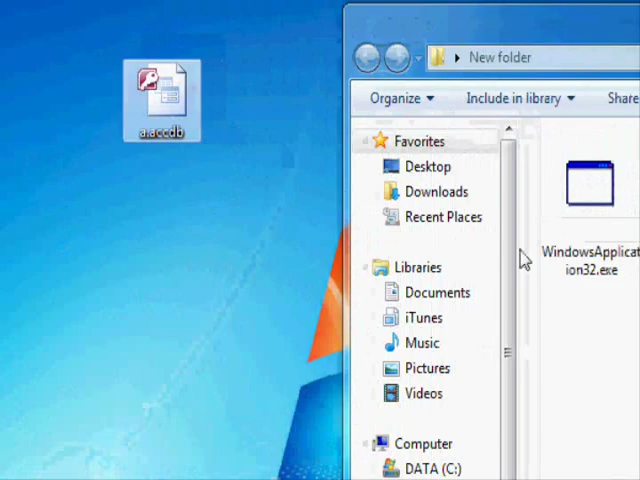 a.accdb
New folder
Organize
Include in library
Share
Favorites
Desktop
Downloads
Recent Places
Libraries
Documents
iTunes
Music
Pictures
Videos
Computer
DATA (C:)
WindowsApplicat
ion32.exe